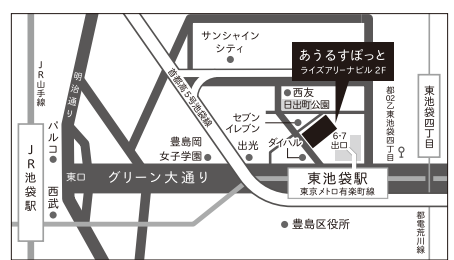 サンシャイン
シティ
あうるすぽっと
ライズアリーナビル 2F
JR山手線
明治通り
首都高5号池袋線
西友
日出町公園
都02乙東池袋四丁目
東池袋四丁目
パルコ
セブン
イレブン
豊島岡
女子学園
出光
ダイバル
6・7
出口
JR池袋駅
東口
グリーン大通り
東池袋駅
東京メトロ有楽町線
西武
豊島区役所
都電荒川線